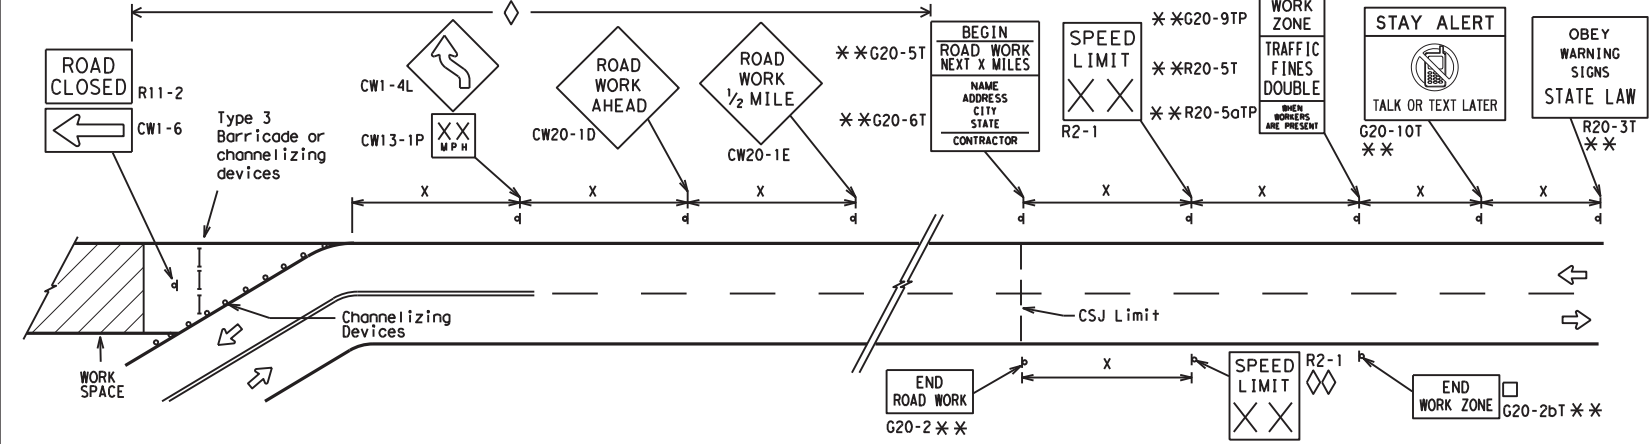 ROAD
CLOSED
R11-2
CW1-6
Type 3
Barricade or
channelizing
devices
CW1-4L
CW13-1P
XX
MPH
ROAD
WORK
AHEAD
CW20-1D
ROAD
WORK
1/2 MILE
CW20-1E
**G20-5T
**G20-6T
BEGIN
ROAD WORK
NEXT X MILES
NAME
ADDRESS
CITY
STATE
CONTRACTOR
SPEED
LIMIT
X X
R2-1
**G20-9TP
**R20-5T
**R20-5aTP
WORK
ZONE
TRAFFIC
FINES
DOUBLE
WHEN
WORKERS
ARE PRESENT
STAY ALERT
TALK OR TEXT LATER
G20-10T
**
OBEY
WARNING
SIGNS
STATE LAW
R20-3T
**
X
X
X
X
X
X
X
Channelizing
Devices
WORK
SPACE
CSJ Limit
END
ROAD WORK
G20-2**
X
SPEED
LIMIT
X X
R2-1
END
WORK ZONE
G20-2bT **